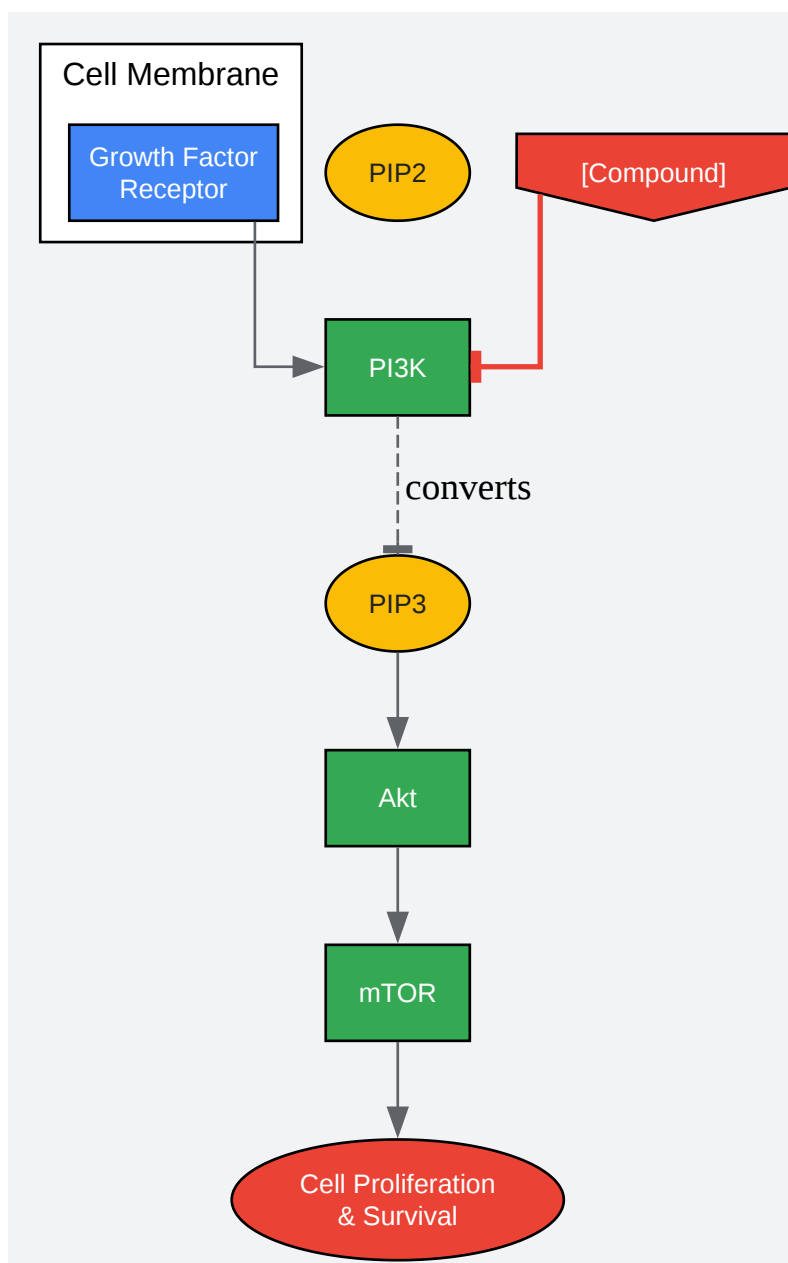 Cell Membrane
Growth Factor
Receptor
PIP2
[Compound]
PI3K
converts
PIP3
Akt
mTOR
Cell Proliferation
& Survival